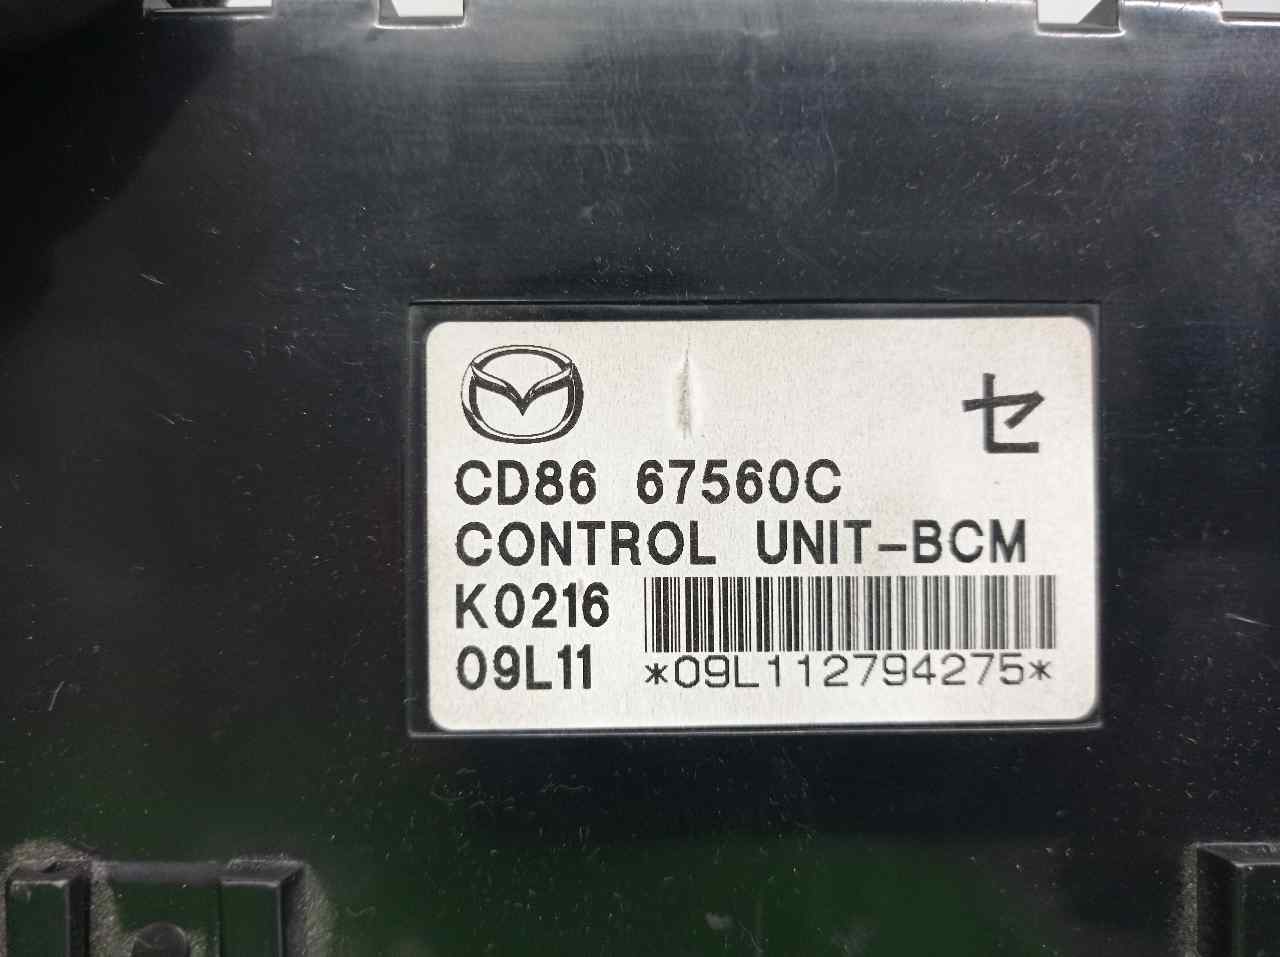 セ
CD86 67560C
CONTROL UNIT-BCM
K0216
09L11 *09L112794275*